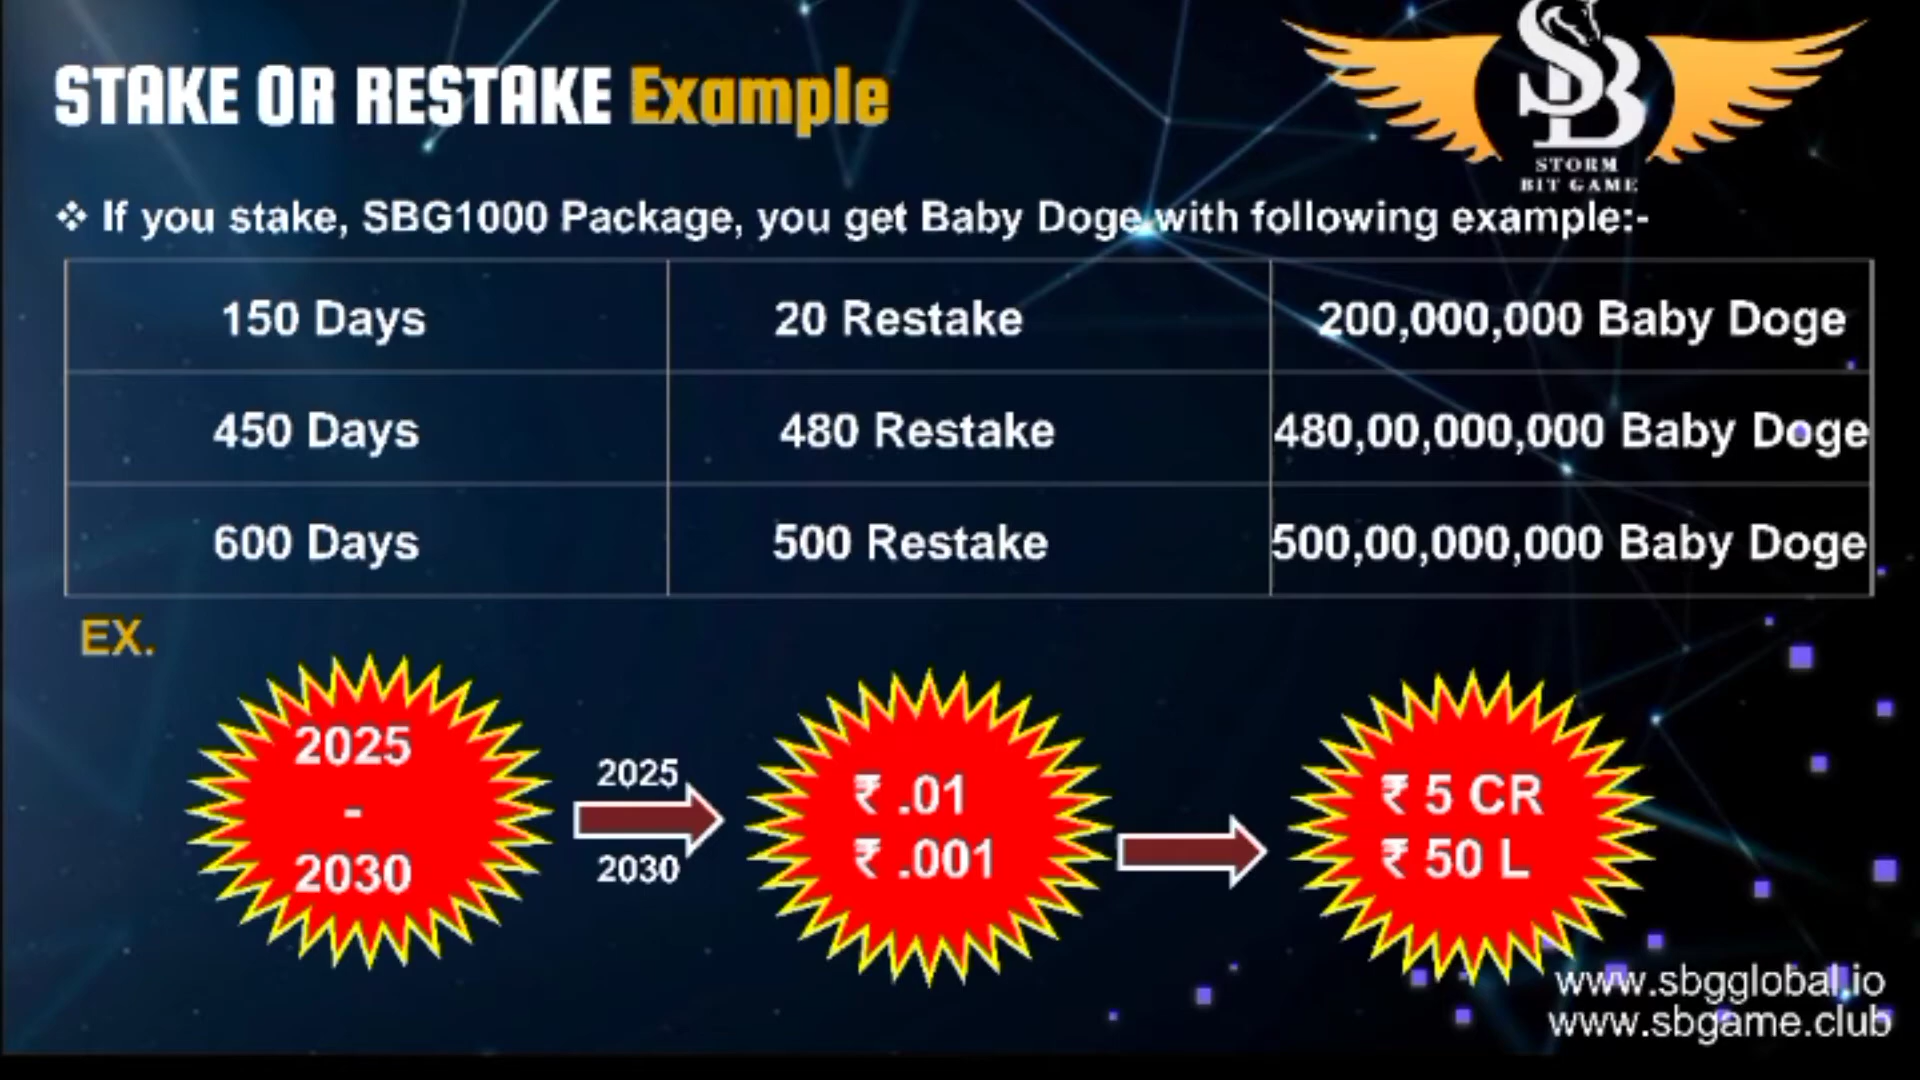 STAKE OR RESTAKE Example
SB
STORM
BIT GAME
❖ If you stake, SBG1000 Package, you get Baby Doge with following example:-
150 Days 20 Restake 200,000,000 Baby Doge
450 Days 480 Restake 480,00,000,000 Baby Doge
600 Days 500 Restake 500,00,000,000 Baby Doge
EX.
2025
-
2030
2025
2030
₹ .01
₹ .001
₹ 5 CR
₹ 50 L
www.sbgglobal.io
www.sbgame.club